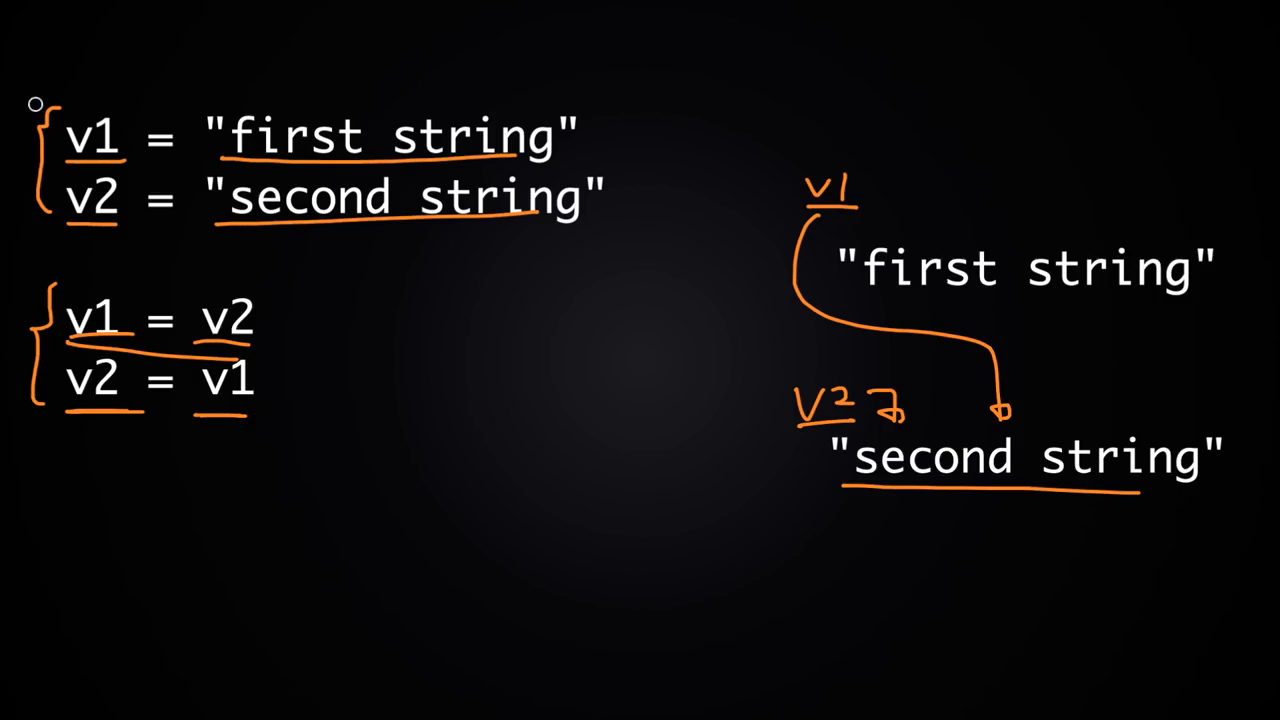 v1 = "first string"
v2 = "second string"
v1 = v2
v2 = v1
v1
"first string"
v2
"second string"